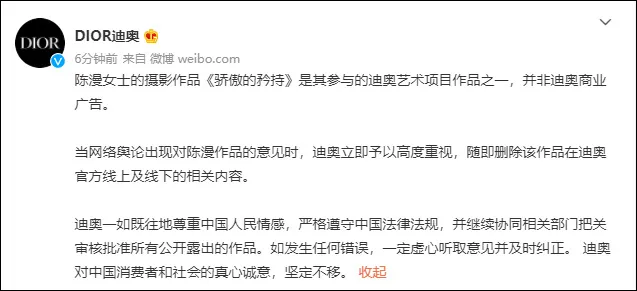 DIOR
DIOR迪奥
6分钟前 来自 微博 weibo.com
陈漫女士的摄影作品《骄傲的矜持》是其参与的迪奥艺术项目作品之一，并非迪奥商业
广告。
当网络舆论出现对陈漫作品的意见时，迪奥立即予以高度重视，随即删除该作品在迪奥
官方线上及线下的相关内容。
迪奥一如既往地尊重中国人民情感，严格遵守中国法律法规，并继续协同相关部门把关
审核批准所有公开露出的作品。如发生任何错误，一定虚心听取意见并及时纠正。 迪奥
对中国消费者和社会的真心诚意，坚定不移。 收起